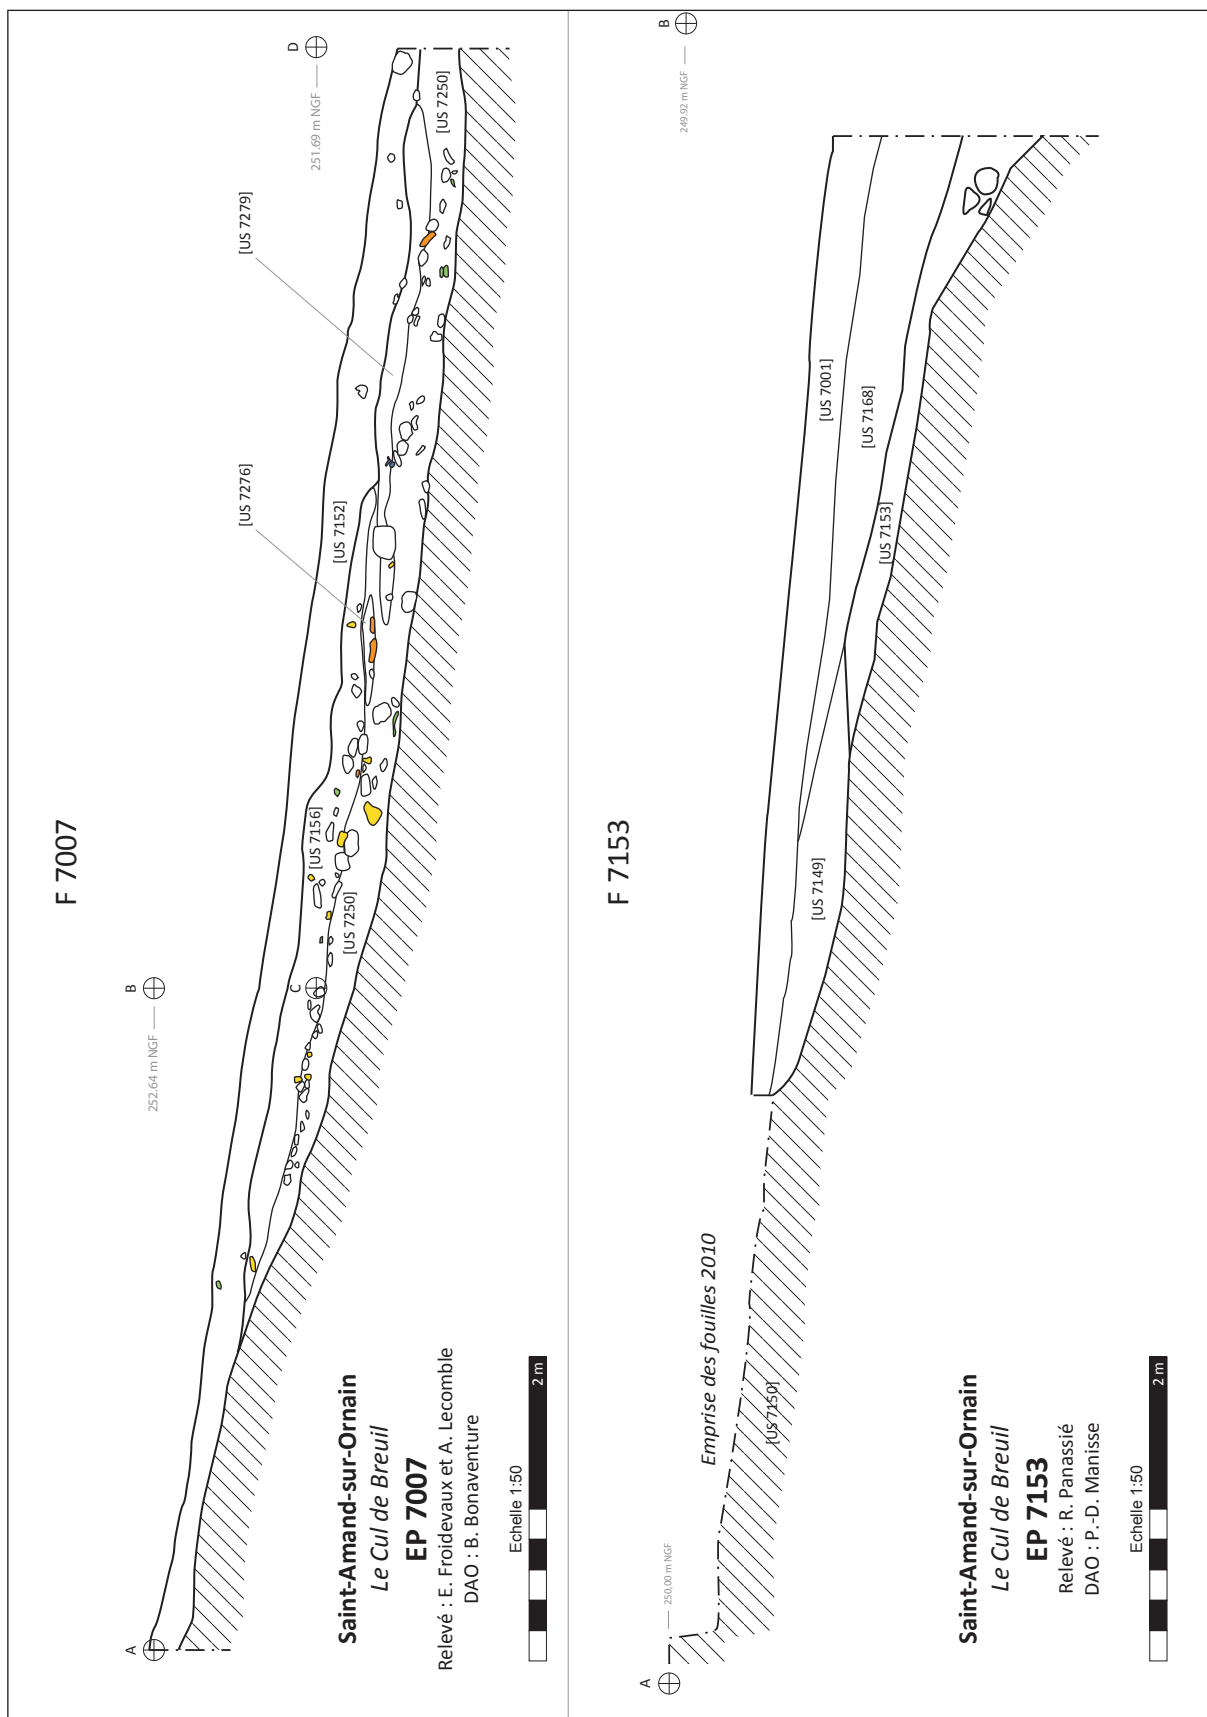 F 7007
A
B
252.64 m NGF
C
D
251.69 m NGF
[US 7276]
[US 7279]
[US 7152]
[US 7156]
[US 7250]
[US 7250]
Saint-Amand-sur-Ornain
Le Cul de Breuil
EP 7007
Relevé : E. Froidevaux et A. Lecomble
DAO : B. Bonaventure
Echelle 1:50
2 m
F 7153
A
250,00 m NGF
B
249.92 m NGF
Emprise des fouilles 2010
[US 7150]
[US 7149]
[US 7001]
[US 7168]
[US 7153]
Saint-Amand-sur-Ornain
Le Cul de Breuil
EP 7153
Relevé : R. Panassié
DAO : P.-D. Manisse
Echelle 1:50
2 m